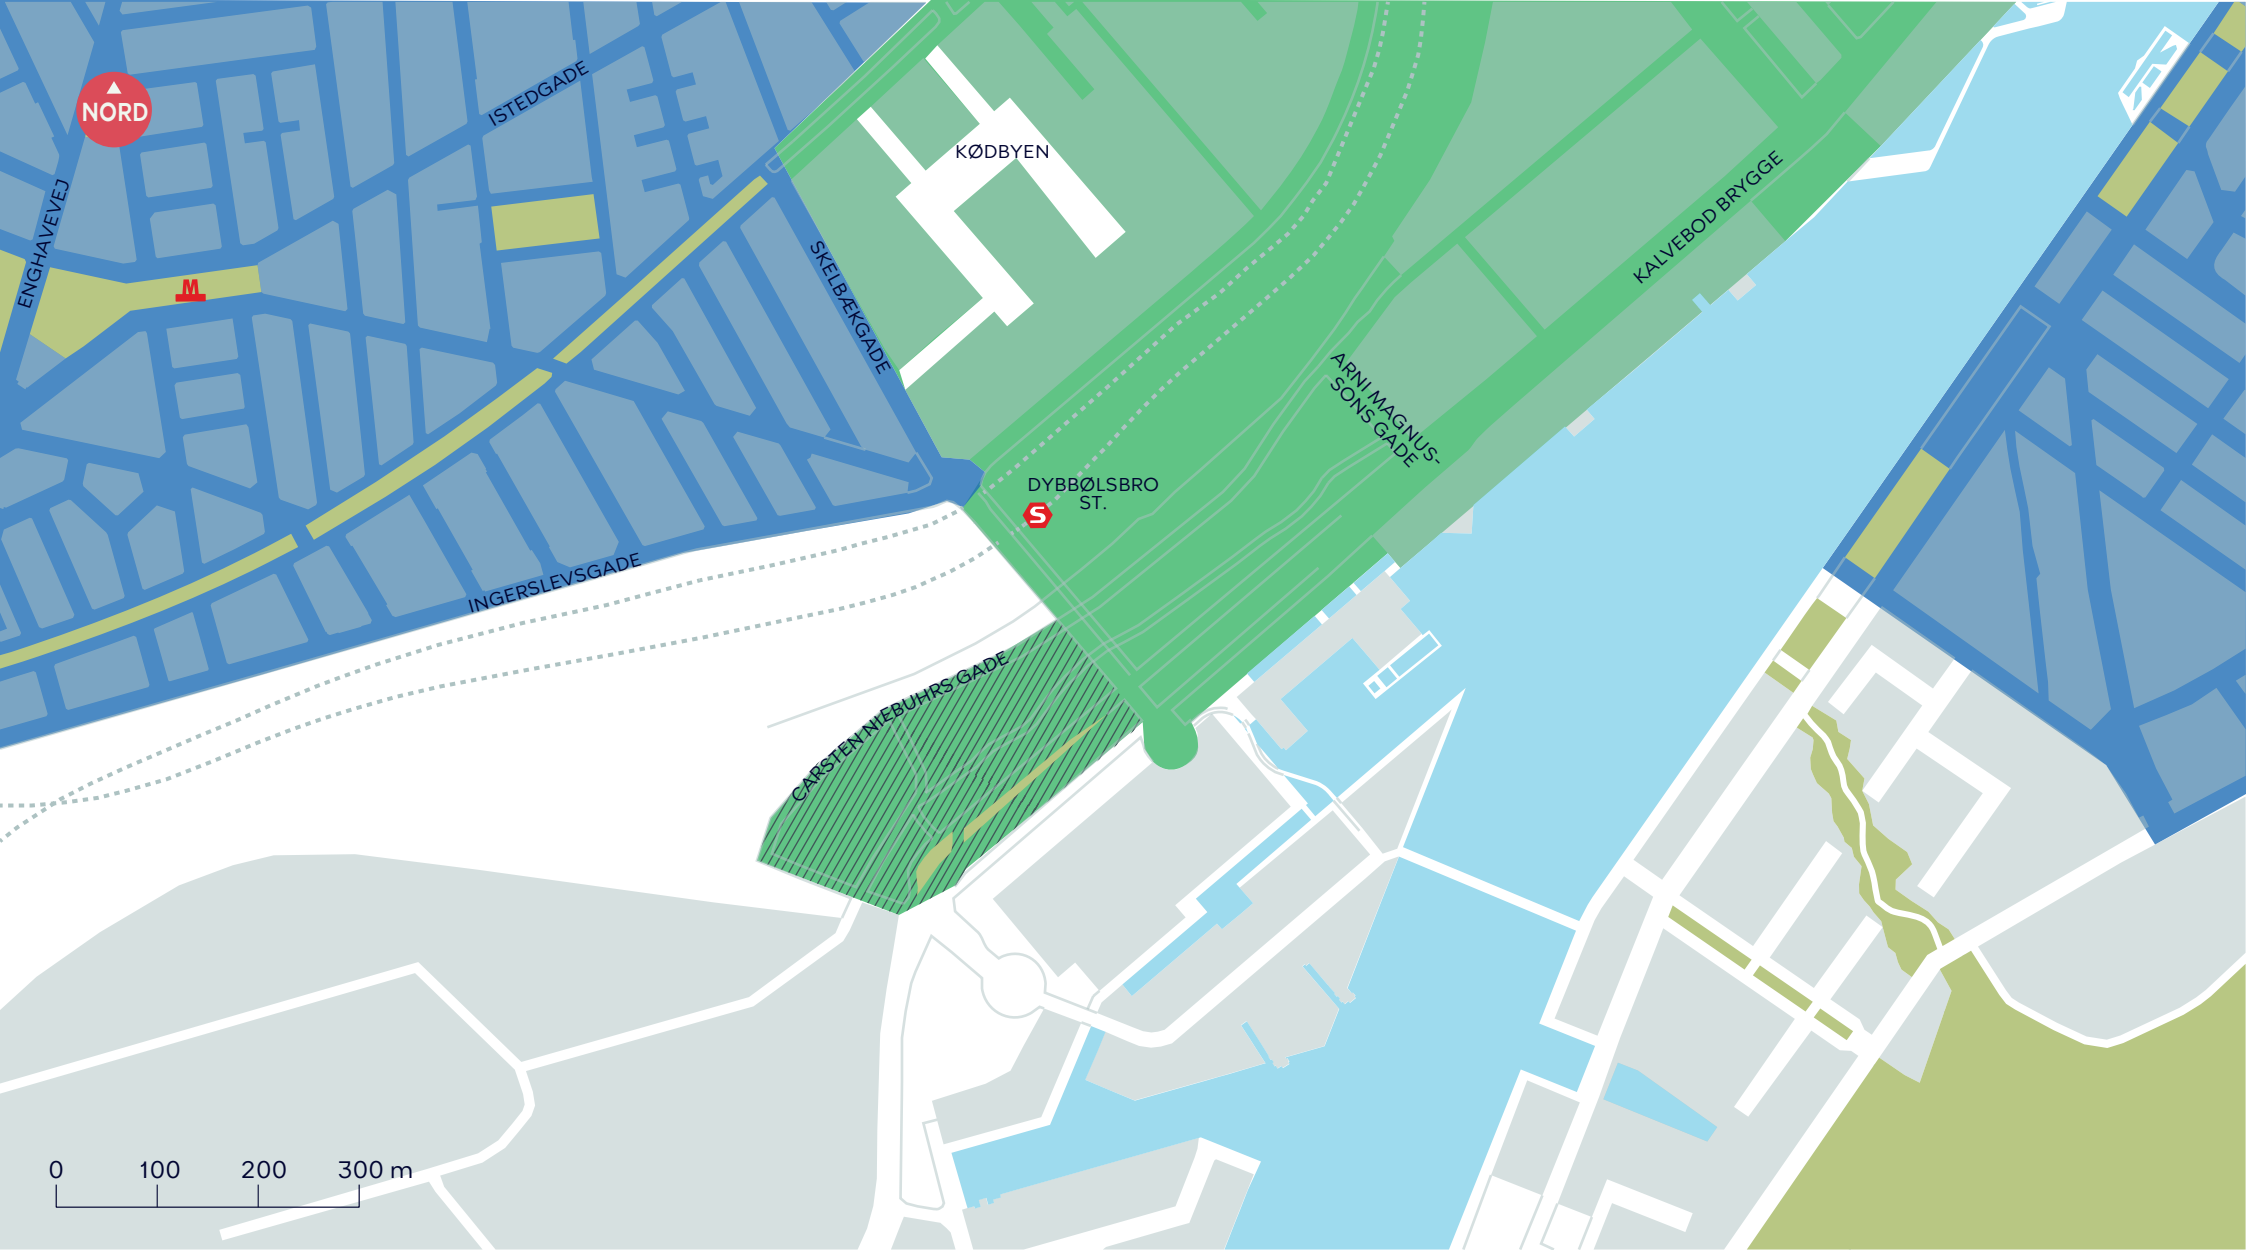 ISTEDGADE
NORD
KØDBYEN
ENGHAVEVEJ
KALVEBOD BRYGGE
M
SKELBÆKGADE
ARNI MAGNUS-
SONS GADE
DYBBØLSBRO
ST.
S
INGERSLEVSGADE
CARSTEN NIEBUHRS GADE
0 100 200 300 m